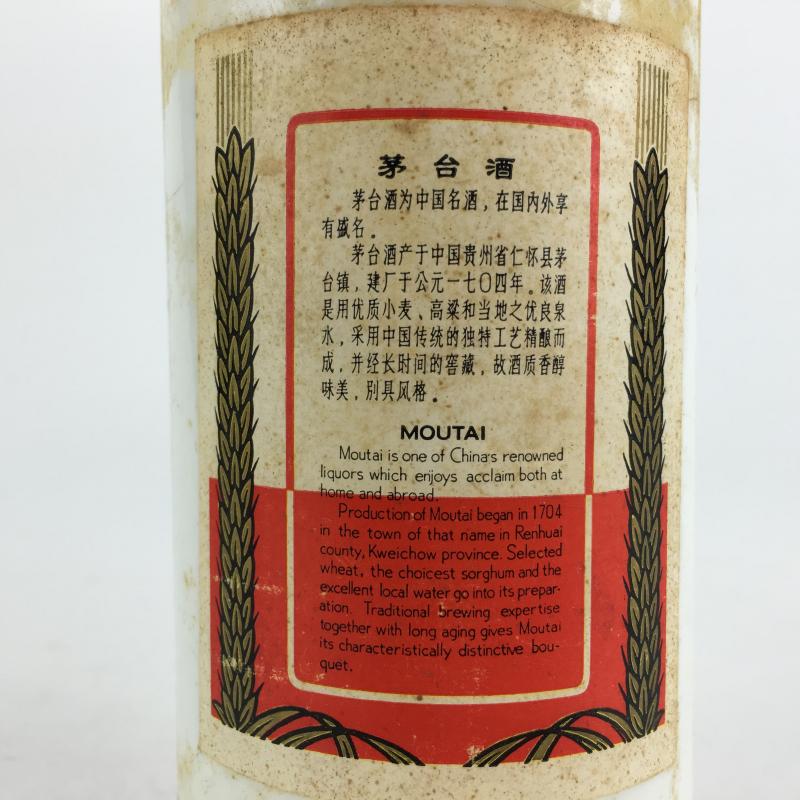 茅台酒
茅台酒为中国名酒，在国内外享
有盛名。
茅台酒产于中国贵州省仁怀县茅
台镇，建厂于公元一七〇四年。该酒
是用优质小麦、高粱和当地之优良泉
水，采用中国传统的独特工艺精酿而
成，并经长时间的窖藏，故酒质香醇
味美，别具风格。
MOUTAI
Moutai is one of China's renowned
liquors which enjoys acclaim both at
home and abroad.
Production of Moutai began in 1704
in the town of that name in Renhuai
county, Kweichow province. Selected
wheat, the choicest sorghum and the
excellent local water go into its prepar-
ation. Traditional brewing expertise
together with long aging gives Moutai
its characteristically distinctive bou-
quet.